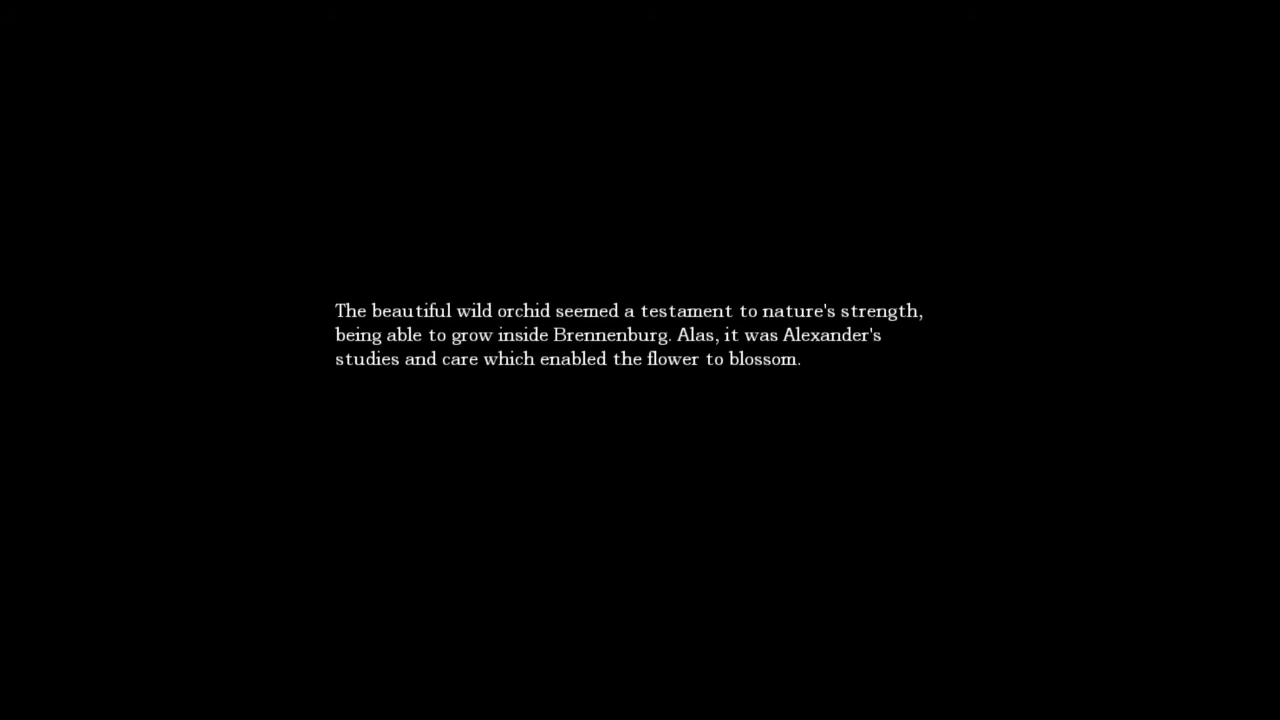 The beautiful wild orchid seemed a testament to nature's strength,
being able to grow inside Brennenburg. Alas, it was Alexander's
studies and care which enabled the flower to blossom.